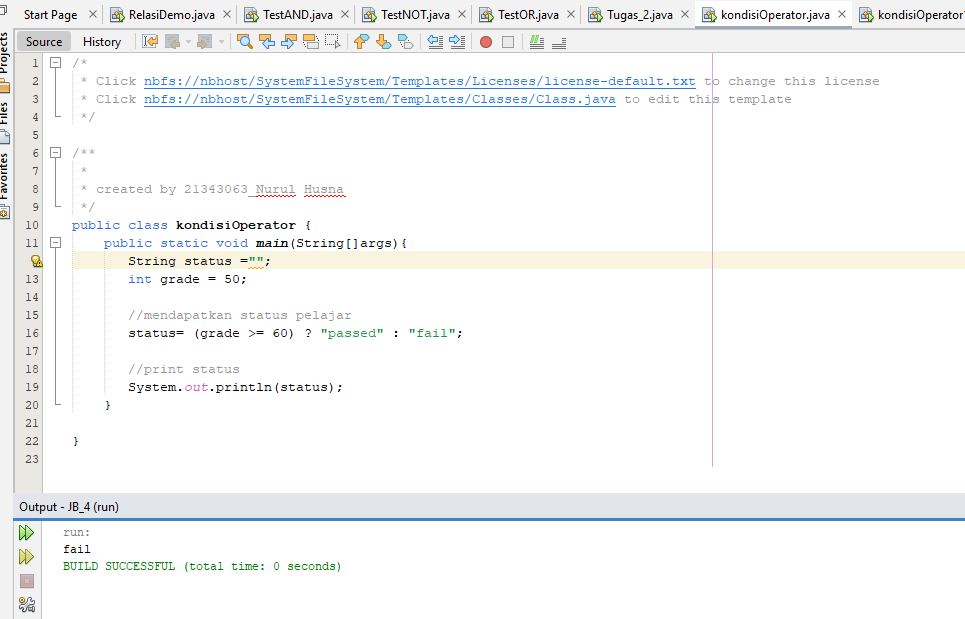 Start Page RelasiDemo.java TestAND.java TestNOT.java TestOR.java Tugas_2.java kondisiOperator.java kondisiOperator
Source History
Projects
Files
Favorites
1 /*
2 * Click nbfs://nbhost/SystemFileSystem/Templates/Licenses/license-default.txt to change this license
3 * Click nbfs://nbhost/SystemFileSystem/Templates/Classes/Class.java to edit this template
4 */
5
6 /**
7 *
8 * created by 21343063_Nurul Husna
9 */
10 public class kondisiOperator {
11 public static void main(String[]args){
String status ="";
13 int grade = 50;
14
15 //mendapatkan status pelajar
16 status= (grade >= 60) ? "passed" : "fail";
17
18 //print status
19 System.out.println(status);
20 }
21
22 }
23
Output - JB_4 (run)
run:
fail
BUILD SUCCESSFUL (total time: 0 seconds)